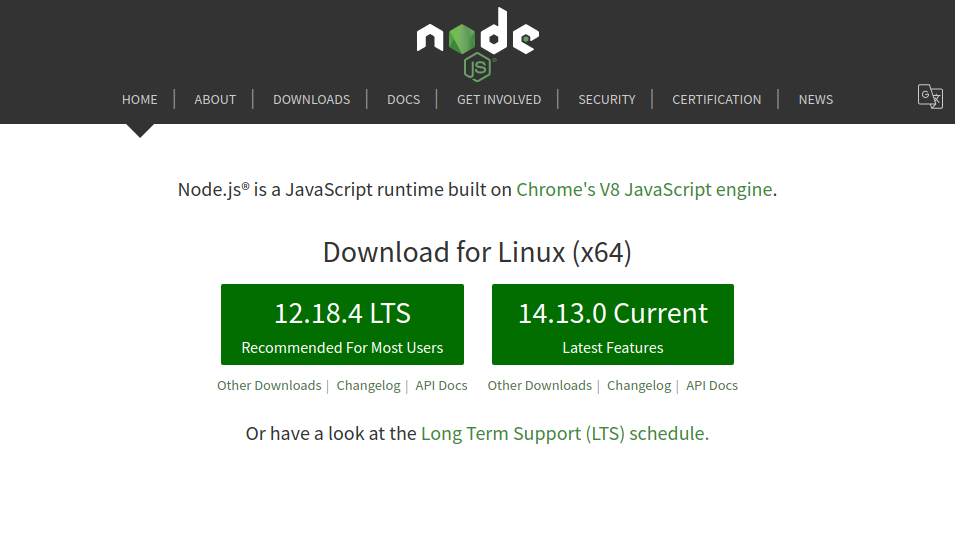 node
JS
HOME | ABOUT | DOWNLOADS | DOCS | GET INVOLVED | SECURITY | CERTIFICATION | NEWS
Node.js® is a JavaScript runtime built on Chrome's V8 JavaScript engine.
Download for Linux (x64)
12.18.4 LTS 14.13.0 Current
Recommended For Most Users Latest Features
Other Downloads | Changelog | API Docs Other Downloads | Changelog | API Docs
Or have a look at the Long Term Support (LTS) schedule.